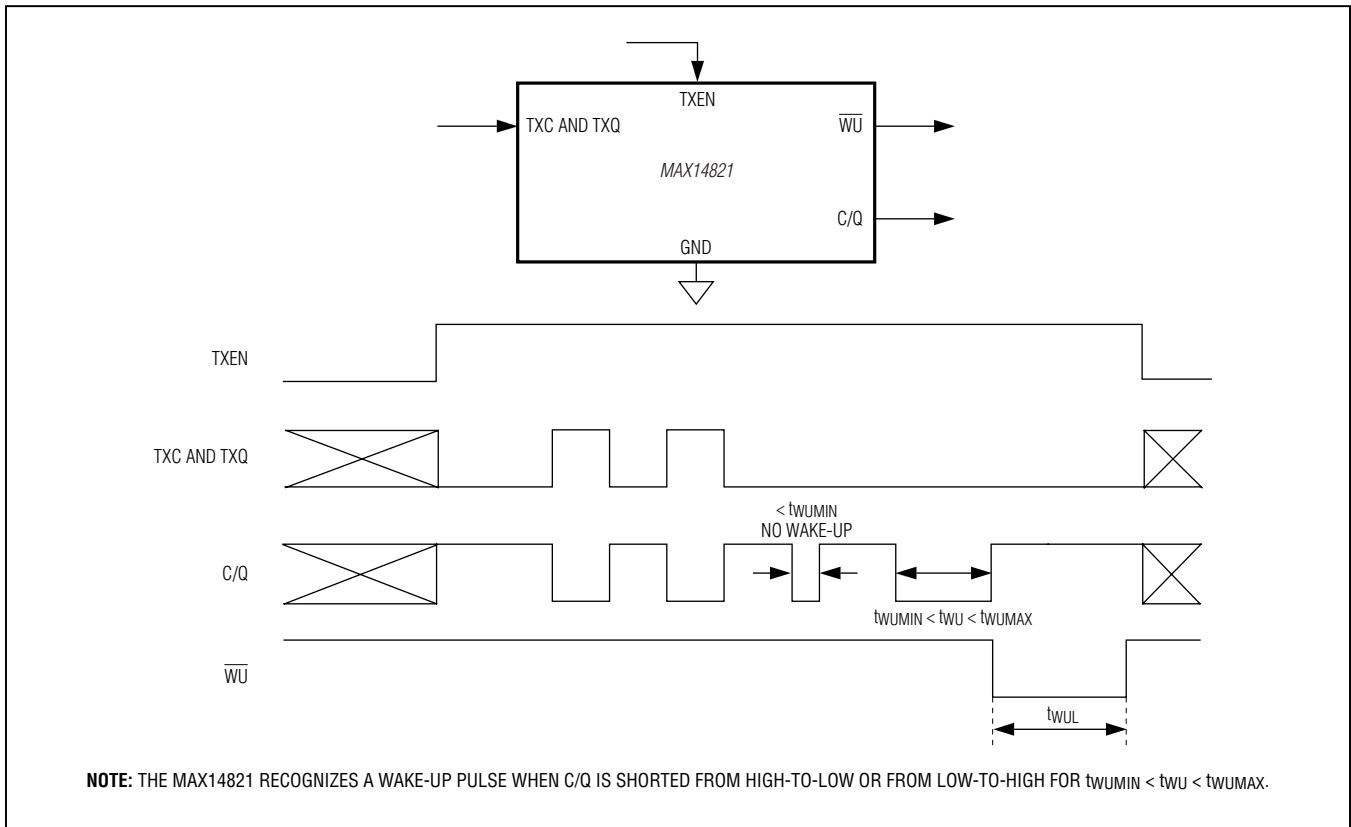 TXEN
TXC AND TXQ
W̅U̅
MAX14821
C/Q
GND
TXEN
TXC AND TXQ
< tWUMIN
NO WAKE-UP
C/Q
tWUMIN < tWU < tWUMAX
W̅U̅
tWUL
NOTE: THE MAX14821 RECOGNIZES A WAKE-UP PULSE WHEN C/Q IS SHORTED FROM HIGH-TO-LOW OR FROM LOW-TO-HIGH FOR tWUMIN < tWU < tWUMAX.